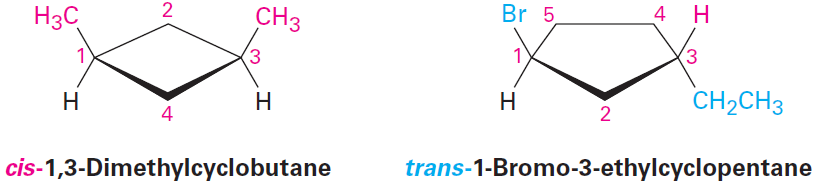 H3C 2 CH3
1 3
H 4 H
cis-1,3-Dimethylcyclobutane
Br 5 4 H
1 3
H 2 CH2CH3
trans-1-Bromo-3-ethylcyclopentane